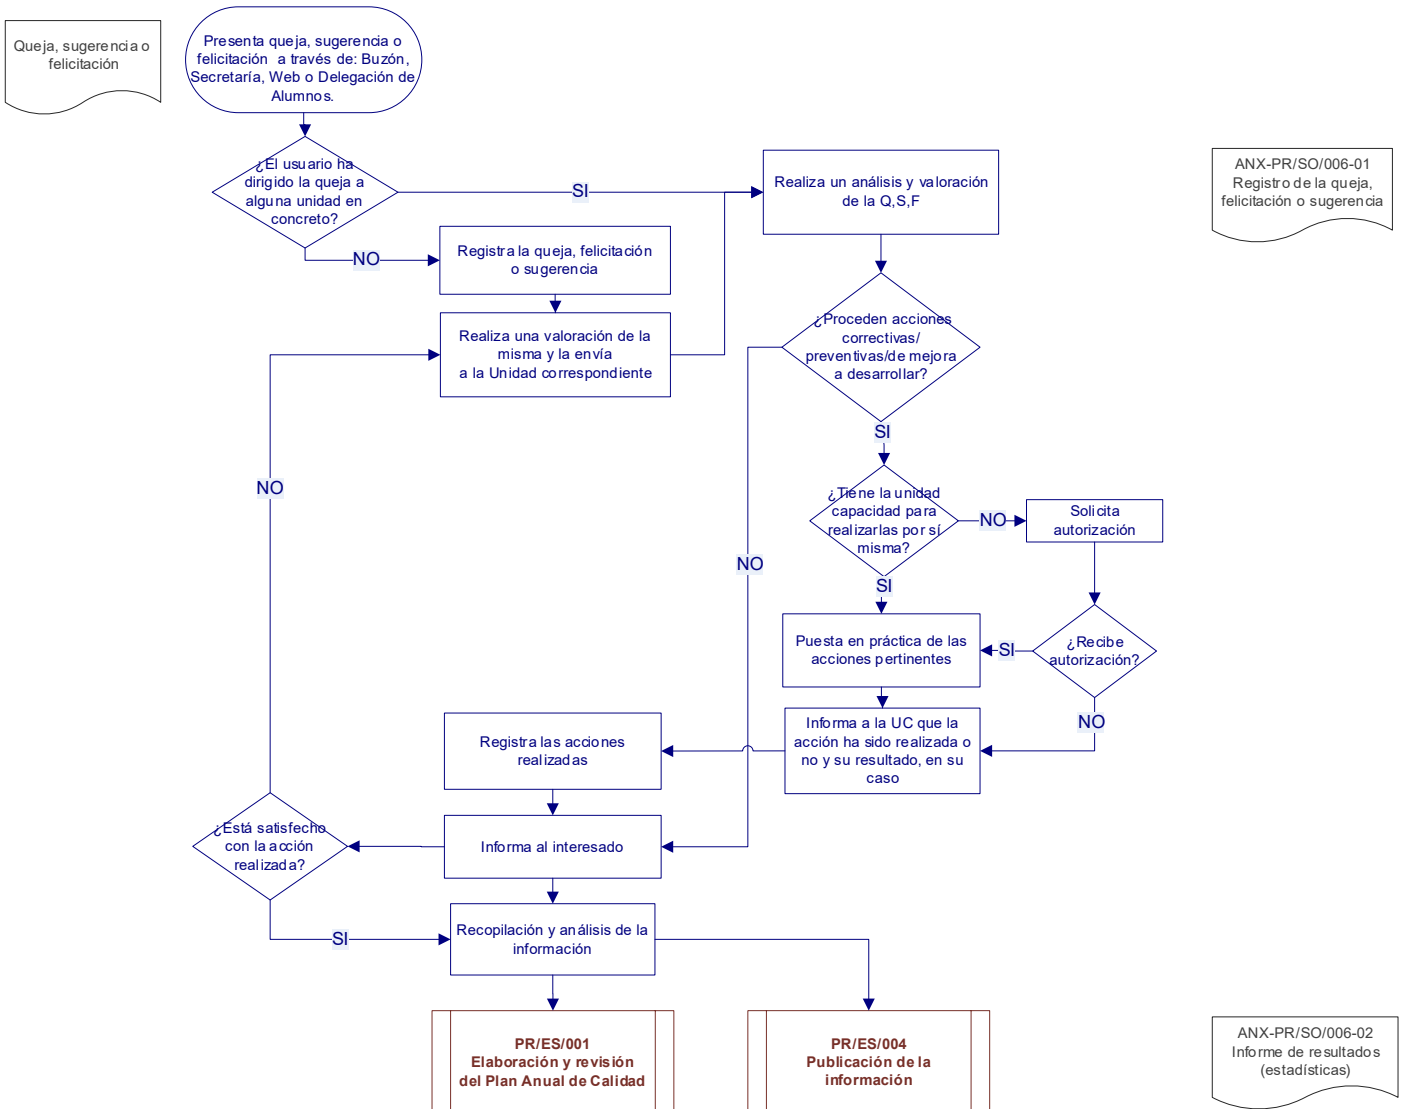 Queja, sugerencia o
felicitación
Presenta queja, sugerencia o
felicitación a través de: Buzón,
Secretaría, Web o Delegación de
Alumnos.
¿El usuario ha
dirigido la queja a
alguna unidad en
concreto?
SI
Realiza un análisis y valoración
de la Q,S,F
ANX-PR/SO/006-01
Registro de la queja,
felicitación o sugerencia
NO
Registra la queja, felicitación
o sugerencia
Realiza una valoración de la
misma y la envía
a la Unidad correspondiente
¿Proceden acciones
correctivas/
preventivas/de mejora
a desarrollar?
SI
NO
¿Tiene la unidad
capacidad para
realizarlas por sí
misma?
NO
Solicita
autorización
NO
SI
Puesta en práctica de las
acciones pertinentes
SI
¿Recibe
autorización?
NO
Registra las acciones
realizadas
Informa a la UC que la
acción ha sido realizada o
no y su resultado, en su
caso
¿Está satisfecho
con la acción
realizada?
Informa al interesado
SI
Recopilación y análisis de la
información
PR/ES/001
Elaboración y revisión
del Plan Anual de Calidad
PR/ES/004
Publicación de la
información
ANX-PR/SO/006-02
Informe de resultados
(estadísticas)